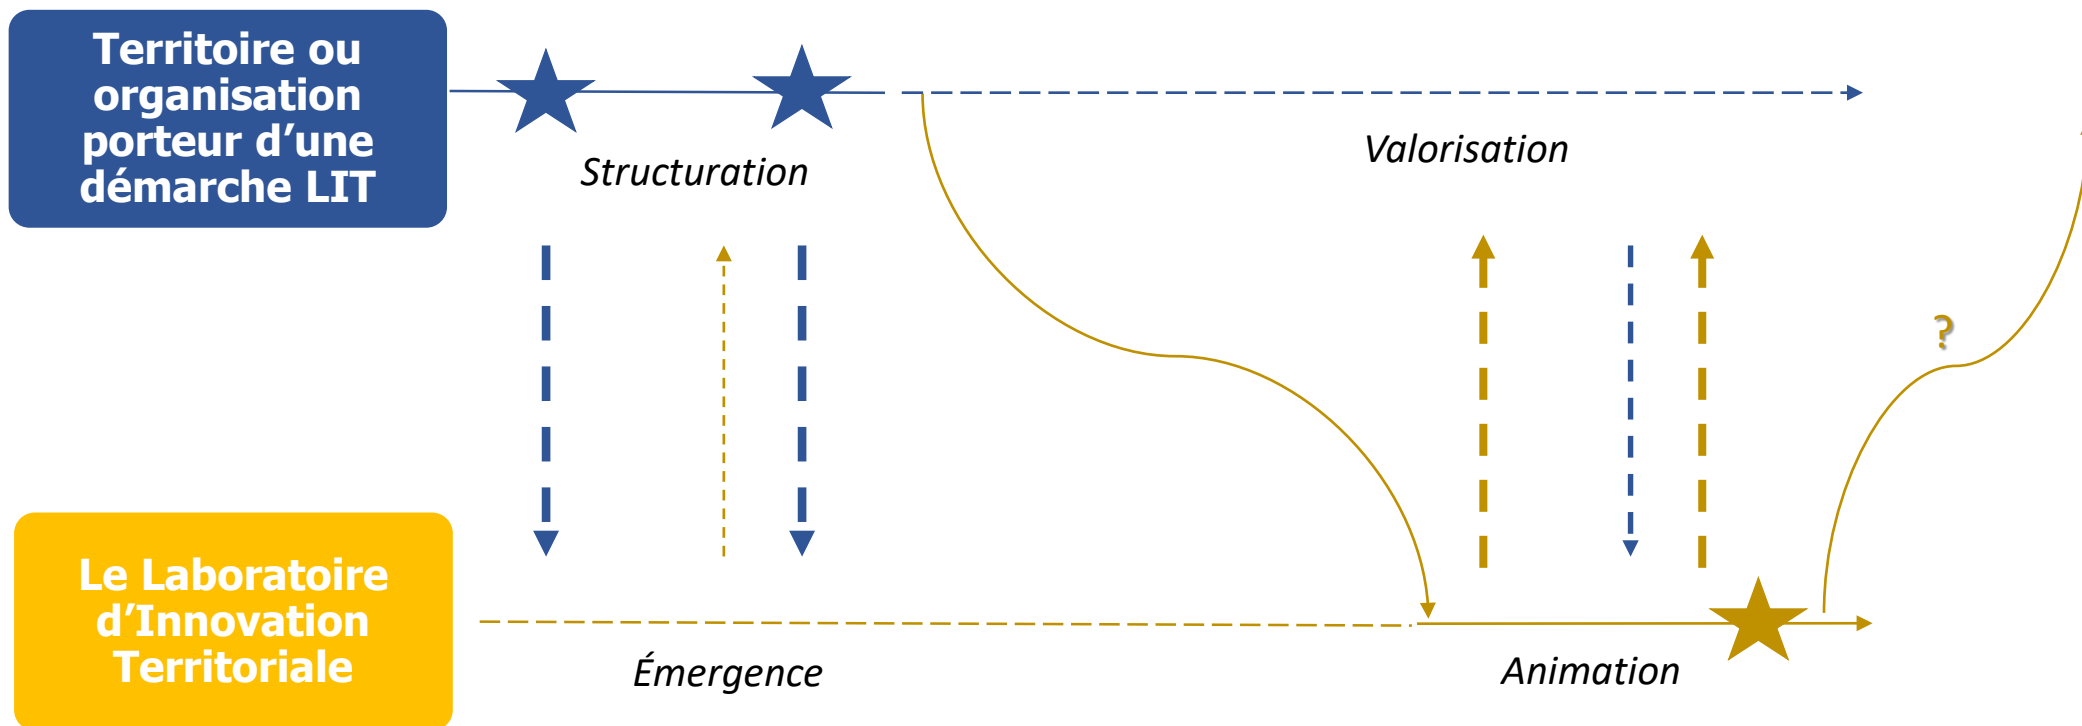 Territoire ou
organisation
porteur d’une
démarche LIT
Structuration
Valorisation
?
Le Laboratoire
d’Innovation
Territoriale
Émergence
Animation